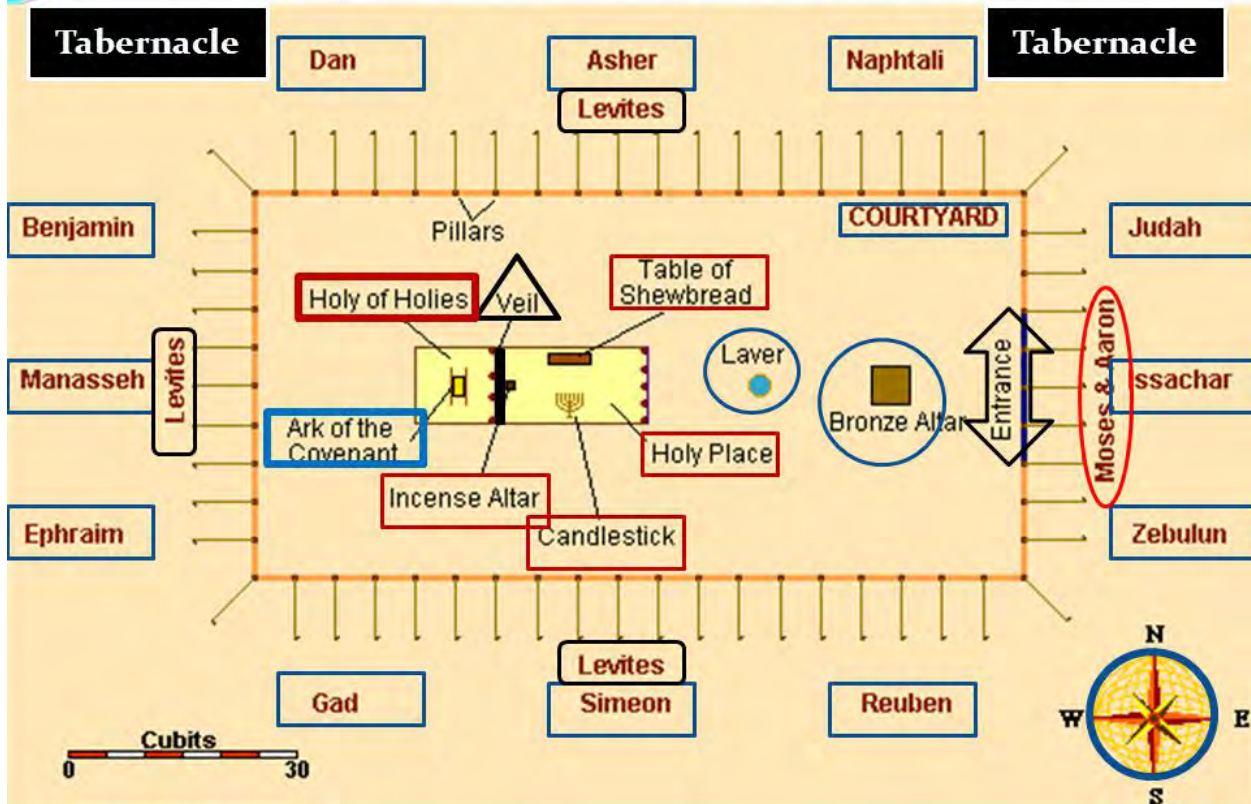 Tabernacle
Tabernacle
Dan
Asher
Naphtali
Levites
Benjamin
Pillars
COURTYARD
Judah
Holy of Holies
Veil
Table of
Shewbread
Laver
Manasseh
Levites
Ark of the
Covenant
Holy Place
Bronze Altar
Entrance
Moses & Aaron
Issachar
Incense Altar
Candlestick
Ephraim
Zebulun
Levites
Gad
Simeon
Reuben
Cubits
0
30
N
W
E
S